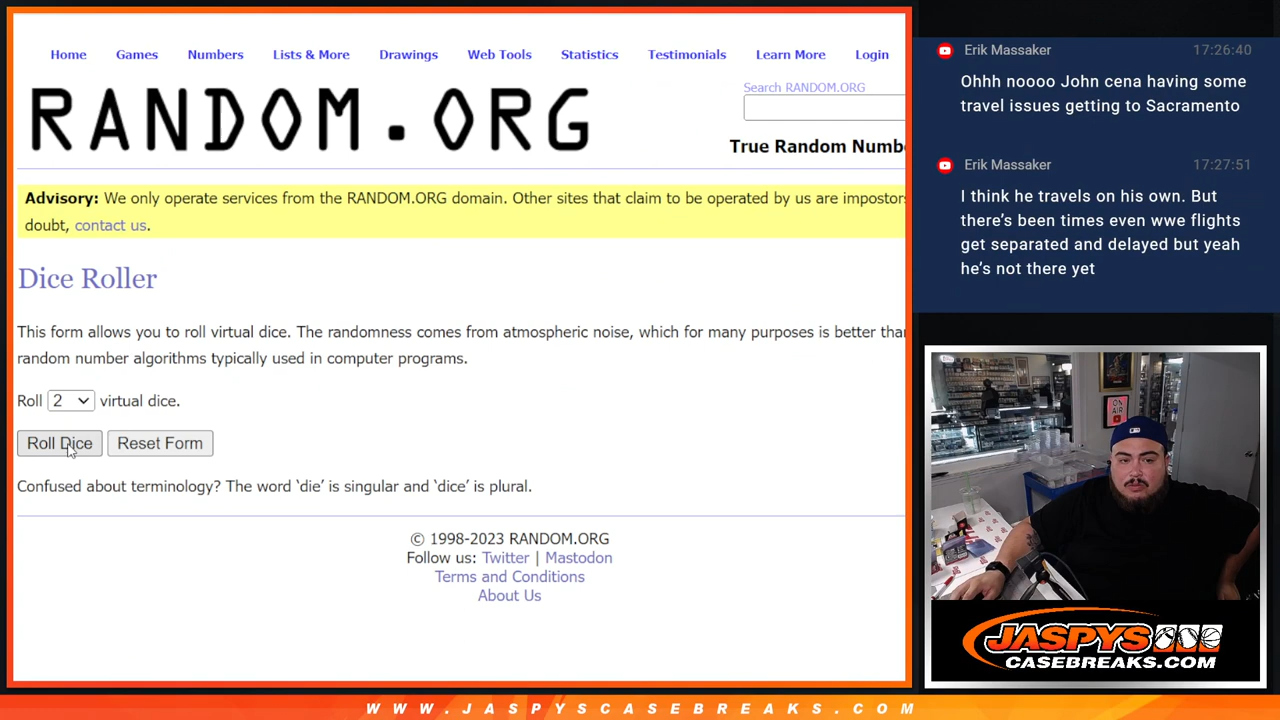 Home Games Numbers Lists & More Drawings Web Tools Statistics Testimonials Learn More Login
RANDOM.ORG
Search RANDOM.ORG
True Random Numbe
Advisory: We only operate services from the RANDOM.ORG domain. Other sites that claim to be operated by us are impostors
doubt, contact us.
Dice Roller
This form allows you to roll virtual dice. The randomness comes from atmospheric noise, which for many purposes is better than
random number algorithms typically used in computer programs.
Roll 2 virtual dice.
Roll Dice Reset Form
Confused about terminology? The word ‘die’ is singular and ‘dice’ is plural.
© 1998-2023 RANDOM.ORG
Follow us: Twitter | Mastodon
Terms and Conditions
About Us
Erik Massaker 17:26:40
Ohhh noooo John cena having some
travel issues getting to Sacramento
Erik Massaker 17:27:51
I think he travels on his own. But
there’s been times even wwe flights
get separated and delayed but yeah
he’s not there yet
ON
AIR
JASPYS
CASEBREAKS.COM
WWW.JASPYSCASEBREAKS.COM